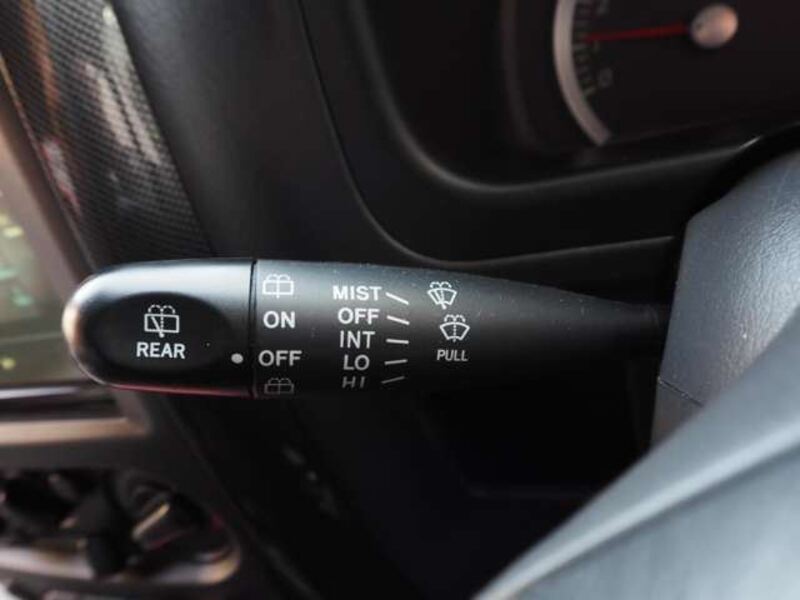 REAR
ON
OFF
MIST
OFF
INT
LO
HI
PULL